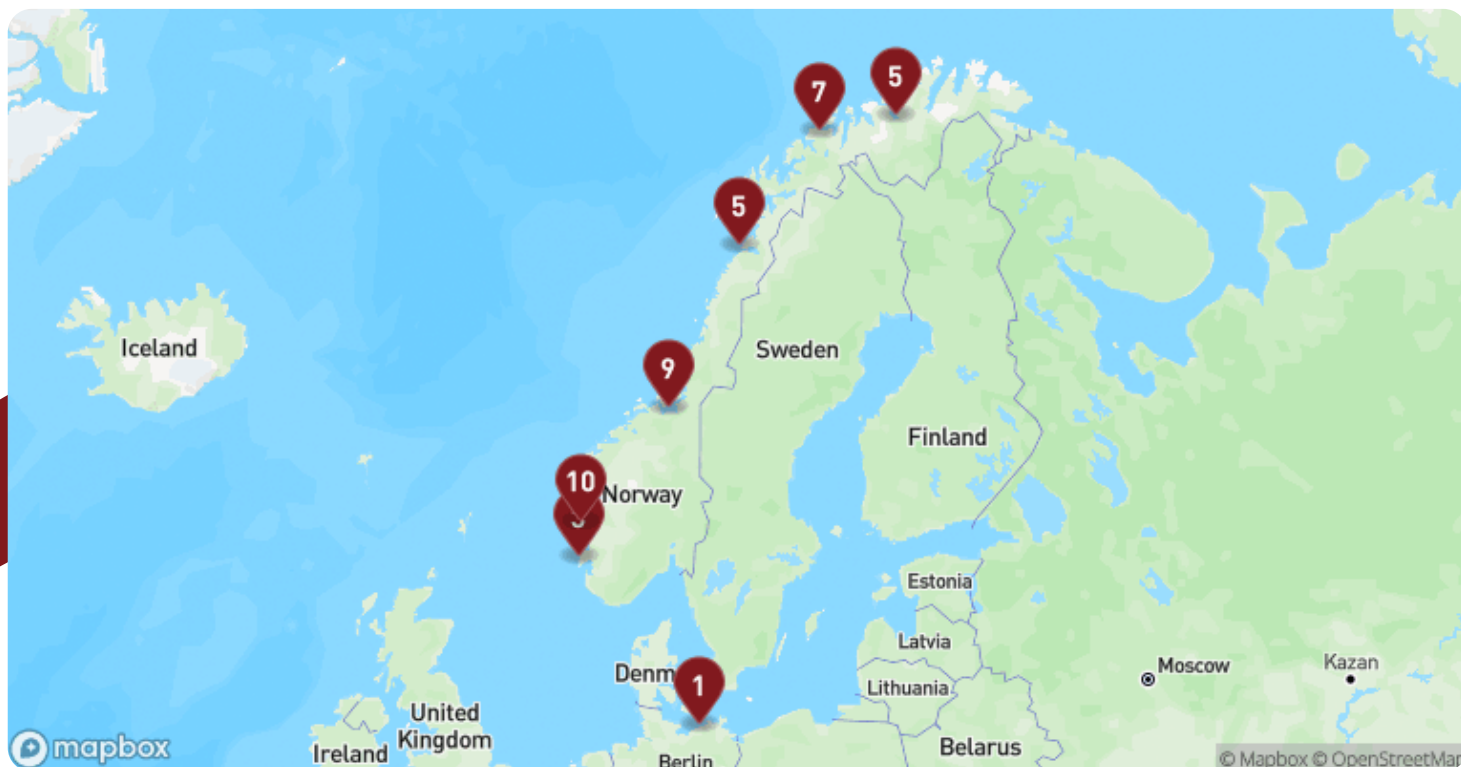 5
7
5
Iceland
Sweden
9
Finland
10
Norway
Estonia
Latvia
Moscow
Kazan
Denm
1
Lithuania
United
Kingdom
Ireland
Belarus
Berlin
mapbox
© Mapbox © OpenStreetMap